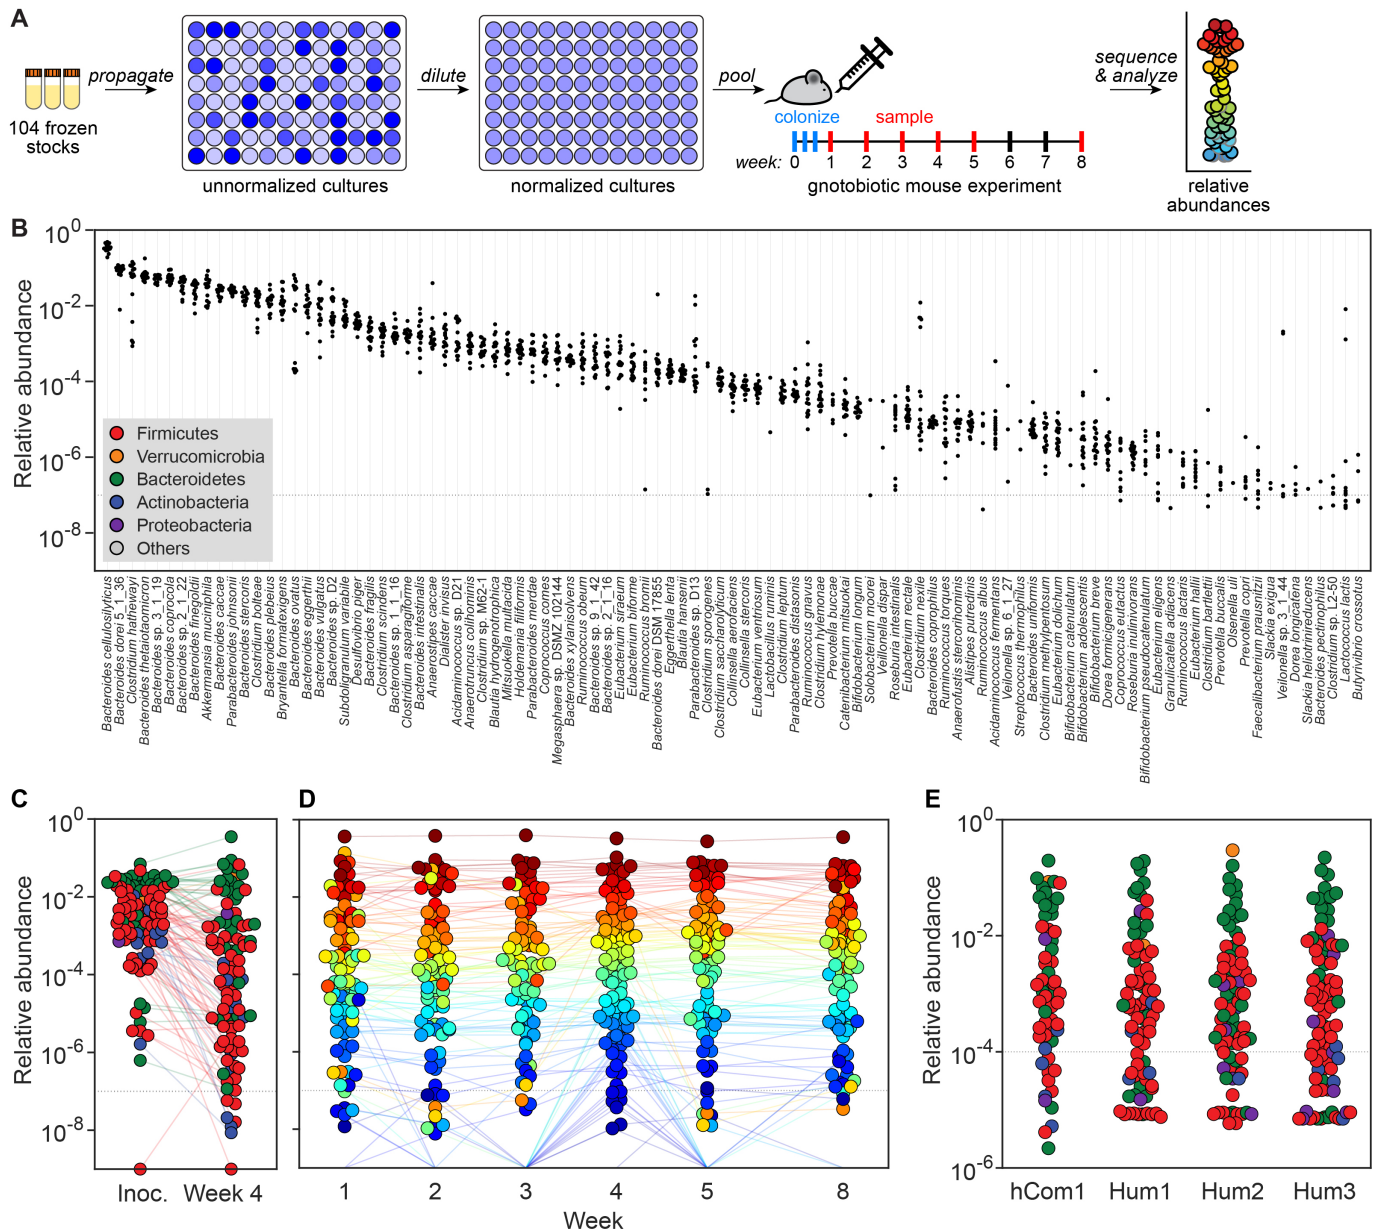 A
104 frozen
stocks
propagate
unnormalized cultures
dilute
normalized cultures
pool
colonize
sample
week:
0
1
2
3
4
5
6
7
8
gnotobiotic mouse experiment
sequence
& analyze
relative
abundances
B
Relative abundance
10^0
10^-2
10^-4
10^-6
10^-8
Firmicutes
Verrucomicrobia
Bacteroidetes
Actinobacteria
Proteobacteria
Others
Bacteroides cellulosilyticus
Bacteroides dorei 5_1_36
Clostridium hathewayi
Bacteroides thetaiotaomicron
Bacteroides sp. 3_1_19
Bacteroides coprocola
Bacteroides sp. 9_1_22
Bacteroides finegoldii
Akkermansia muciniphila
Bacteroides caccae
Parabacteroides johnsonii
Bacteroides stercoris
Clostridium bolteae
Bacteroides plebeius
Bryantella formatexigens
Bacteroides ovatus
Bacteroides eggerthii
Bacteroides vulgatus
Bacteroides sp. D2
Subdoligranulum variabile
Desulfovibrio piger
Bacteroides fragilis
Clostridium scindens
Bacteroides sp. 1_1_16
Clostridium asparagiforme
Bacteroides intestinalis
Anaerostipes caccae
Dialister invisus
Acidaminococcus sp. D21
Anaerotruncus colihominis
Clostridium sp. M62-1
Blautia hydrogenotrophica
Mitsuokella multacida
Holdemania filiformis
Parabacteroides merdae
Coprococcus comes
Megasphaera sp. DSMZ 102144
Bacteroides xylanisolvens
Ruminococcus obeum
Bacteroides sp. 9_1_42
Bacteroides sp. 2_1_16
Eubacterium siraeum
Eubacterium biforme
Ruminococcus bromii
Bacteroides dorei DSM 17855
Eggerthella lenta
Blautia hansenii
Parabacteroides sp. D13
Clostridium sporogenes
Clostridium saccharolyticum
Collinsella aerofaciens
Collinsella stercoris
Eubacterium ventriosum
Lactobacillus ruminis
Clostridium leptum
Parabacteroides distasonis
Ruminococcus gnavus
Clostridium hylemonae
Prevotella buccae
Catenibacterium mitsuokai
Bifidobacterium longum
Solobacterium moorei
Veillonella dispar
Roseburia intestinalis
Eubacterium rectale
Clostridium nexile
Bacteroides coprophilus
Ruminococcus torques
Anaerofustis stercorihominis
Alistipes putredinis
Ruminococcus albus
Acidaminococcus fermentans
Veillonella sp. 6_1_27
Streptococcus thermophilus
Bacteroides uniformis
Clostridium methylpentosum
Eubacterium dolichum
Bifidobacterium catenulatum
Bifidobacterium adolescentis
Bifidobacterium breve
Dorea formicigenerans
Coprococcus eutactus
Roseburia inulinivorans
Bifidobacterium pseudocatenulatum
Eubacterium eligens
Granulicatella adiacens
Ruminococcus lactaris
Eubacterium hallii
Clostridium bartlettii
Prevotella buccalis
Olsenella uli
Prevotella copri
Faecalibacterium prausnitzii
Slackia exigua
Veillonella sp. 3_1_44
Dorea longicatena
Slackia heliotrinireducens
Bacteroides pectinophilus
Clostridium sp. L2-50
Lactococcus lactis
Butyrivibrio crossotus
C
Relative abundance
10^0
10^-2
10^-4
10^-6
10^-8
Inoc.
Week 4
D
1
2
3
4
5
8
Week
E
Relative abundance
10^0
10^-2
10^-4
10^-6
hCom1
Hum1
Hum2
Hum3